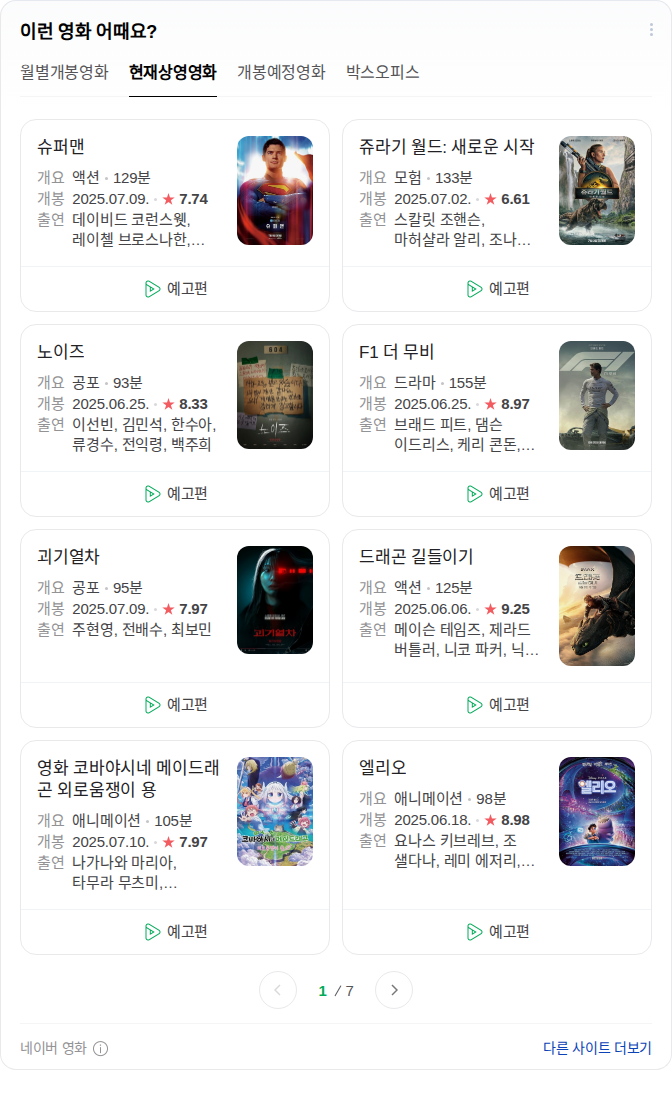 이런 영화 어때요?
월별개봉영화 현재상영영화 개봉예정영화 박스오피스
슈퍼맨
개요 액션 · 129분
개봉 2025.07.09. · ★ 7.74
출연 데이비드 코런스웻,
레이첼 브로스나한,...
슈퍼맨
예고편
쥬라기 월드: 새로운 시작
개요 모험 · 133분
개봉 2025.07.02. · ★ 6.61
출연 스칼릿 조핸슨,
마허샬라 알리, 조나...
쥬라기 월드
예고편
노이즈
개요 공포 · 93분
개봉 2025.06.25. · ★ 8.33
출연 이선빈, 김민석, 한수아,
류경수, 전익령, 백주희
604
노이즈
예고편
F1 더 무비
개요 드라마 · 155분
개봉 2025.06.25. · ★ 8.97
출연 브래드 피트, 댐슨
이드리스, 케리 콘돈,...
예고편
괴기열차
개요 공포 · 95분
개봉 2025.07.09. · ★ 7.97
출연 주현영, 전배수, 최보민
괴기열차
예고편
드래곤 길들이기
개요 액션 · 125분
개봉 2025.06.06. · ★ 9.25
출연 메이슨 테임즈, 제라드
버틀러, 니코 파커, 닉...
예고편
영화 코바야시네 메이드래
곤 외로움쟁이 용
개요 애니메이션 · 105분
개봉 2025.07.10. · ★ 7.97
출연 나가나와 마리아,
타무라 무츠미,...
예고편
엘리오
개요 애니메이션 · 98분
개봉 2025.06.18. · ★ 8.98
출연 요나스 키브레브, 조
샐다나, 레미 에저리,...
엘리오
예고편
1 / 7
네이버 영화
다른 사이트 더보기